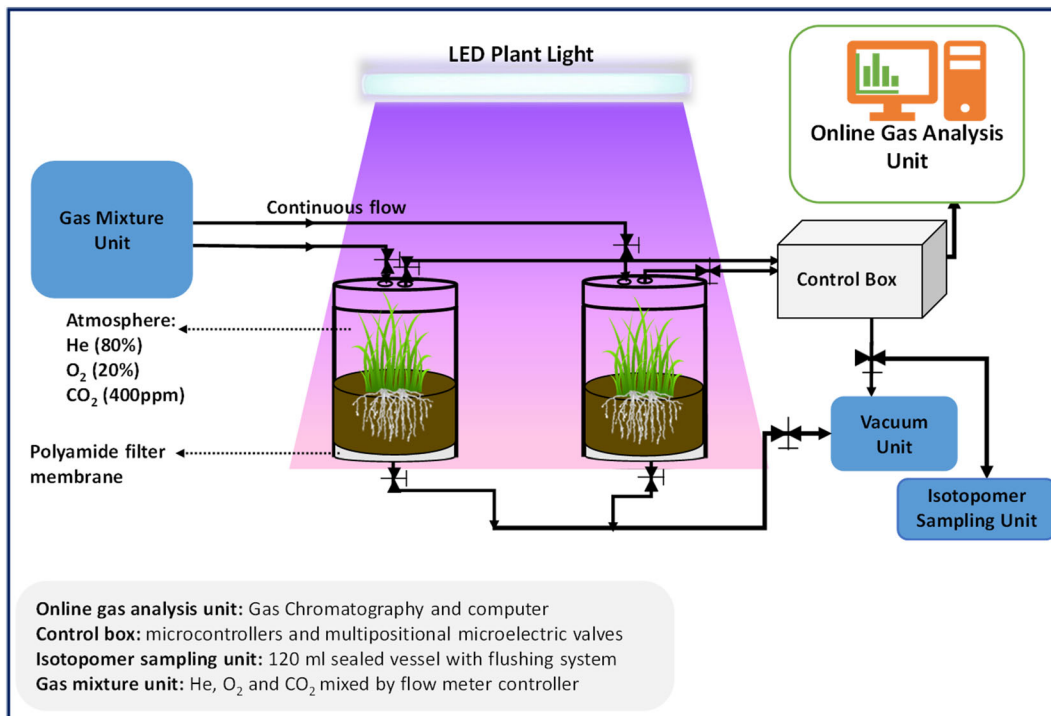 LED Plant Light
Online Gas Analysis
Unit
Gas Mixture
Unit
Continuous flow
Control Box
Atmosphere:
He (80%)
O₂ (20%)
CO₂ (400ppm)
Polyamide filter
membrane
Vacuum
Unit
Isotopomer
Sampling Unit
Online gas analysis unit: Gas Chromatography and computer
Control box: microcontrollers and multipositional microelectric valves
Isotopomer sampling unit: 120 ml sealed vessel with flushing system
Gas mixture unit: He, O₂ and CO₂ mixed by flow meter controller